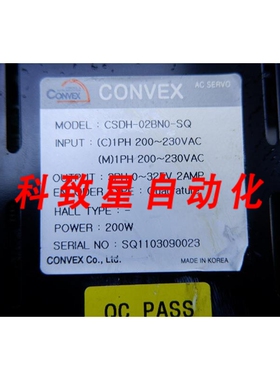 CONVEX
CONVEX
AC SERVO
MODEL : CSDH-02BN0-SQ
INPUT : (C)1PH 200~230VAC
(M)1PH 200~230VAC
科致星自动化
HALL TYPE : -
POWER : 200W
SERIAL NO : SQ1103090023
CONVEX Co., Ltd.
MADE IN KOREA
QC PASS